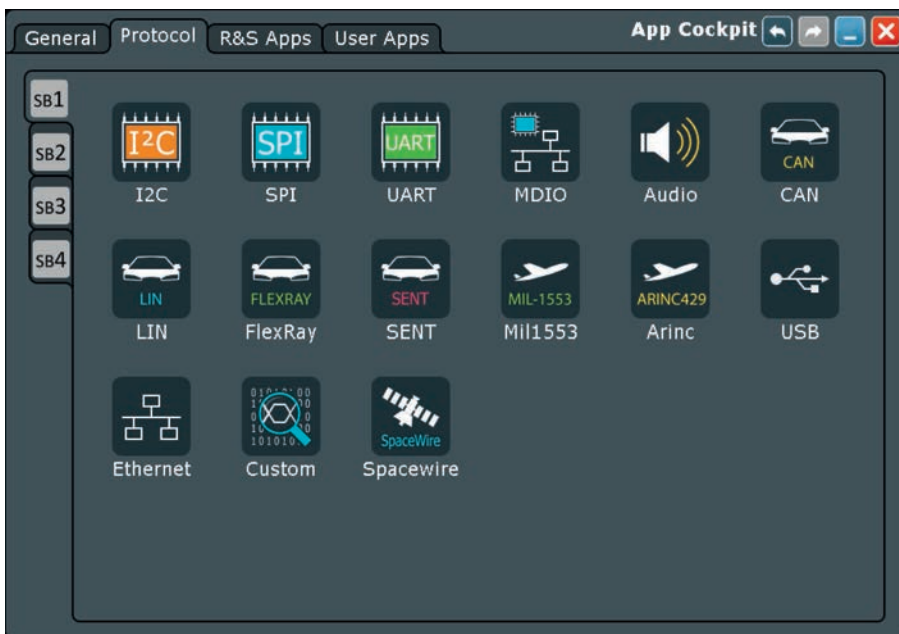 General Protocol R&S Apps User Apps App Cockpit
SB1
SB2
SB3
SB4
I²C SPI UART
CAN
I2C SPI UART MDIO Audio CAN
LIN FLEXRAY SENT MIL-1553 ARINC429
LIN FlexRay SENT Mil1553 Arinc USB
SpaceWire
Ethernet Custom Spacewire